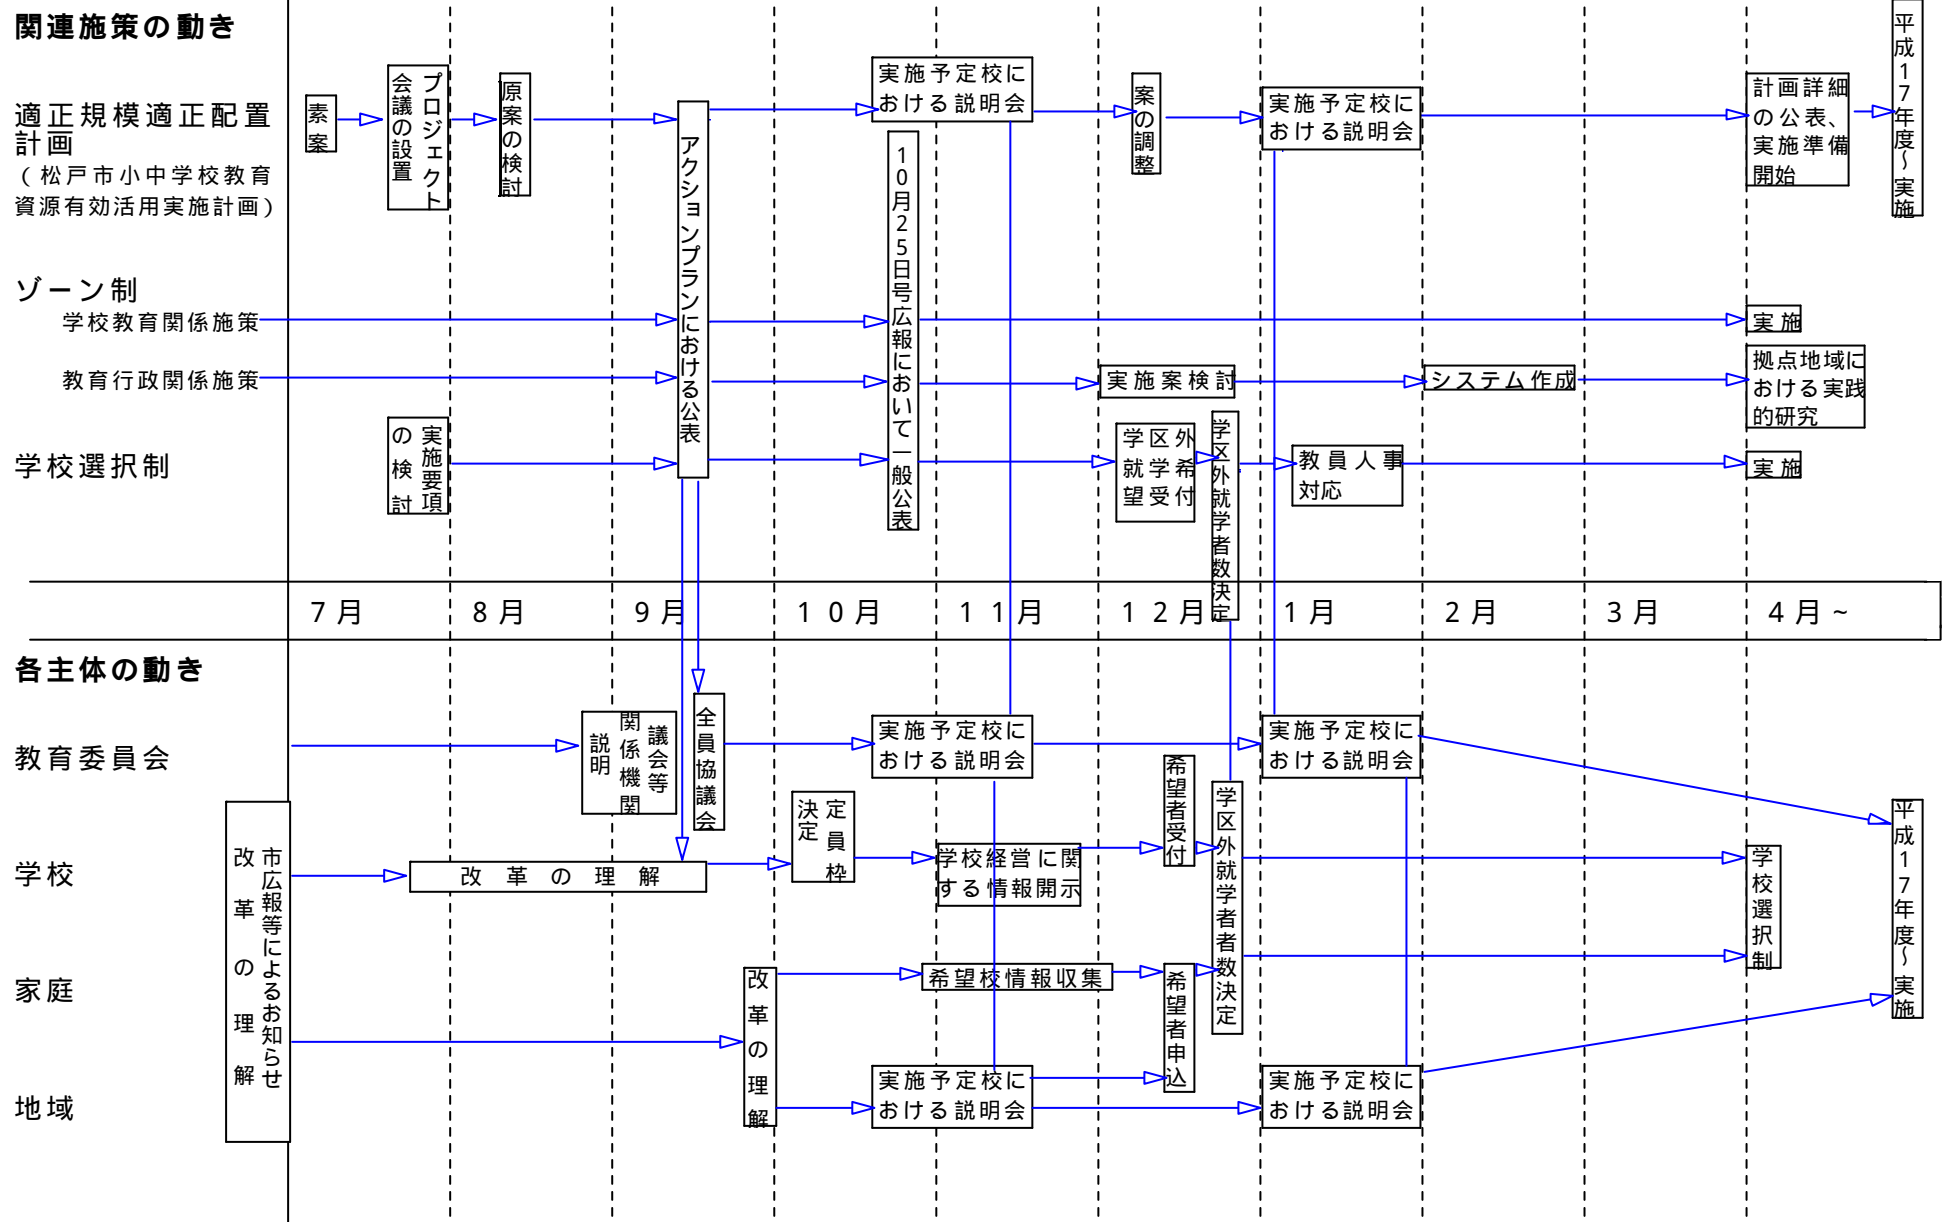 関連施策の動き
適正規模適正配置
計画
（松戸市小中学校教育
資源有効活用実施計画）
素案
プロジェクト
会議の設置
原案の検討
アクションプランにおける公表
実施予定校に
おける説明会
10月25日号広報において一般公表
案の調整
実施予定校に
おける説明会
計画詳細
の公表、
実施準備
開始
平成17年度～実施
ゾーン制
学校教育関係施策
実施
教育行政関係施策
実施案検討
システム作成
拠点地域に
おける実践
的研究
学校選択制
実施要項
の検討
学区外
就学希
望受付
学区外就学者数決定
教員人事
対応
実施
7月
8月
9月
10月
11月
12月
1月
2月
3月
4月～
各主体の動き
教育委員会
議会等
関係機関
説明
全員協議会
実施予定校に
おける説明会
実施予定校に
おける説明会
平成17年度～実施
学校
市広報等によるお知らせ
改革の理解
改革の理解
定員枠
決定
学校経営に関
する情報開示
希望者受付
学区外就学者者数決定
学校選択制
家庭
改革の理解
希望校情報収集
希望者申込
地域
実施予定校に
おける説明会
実施予定校に
おける説明会